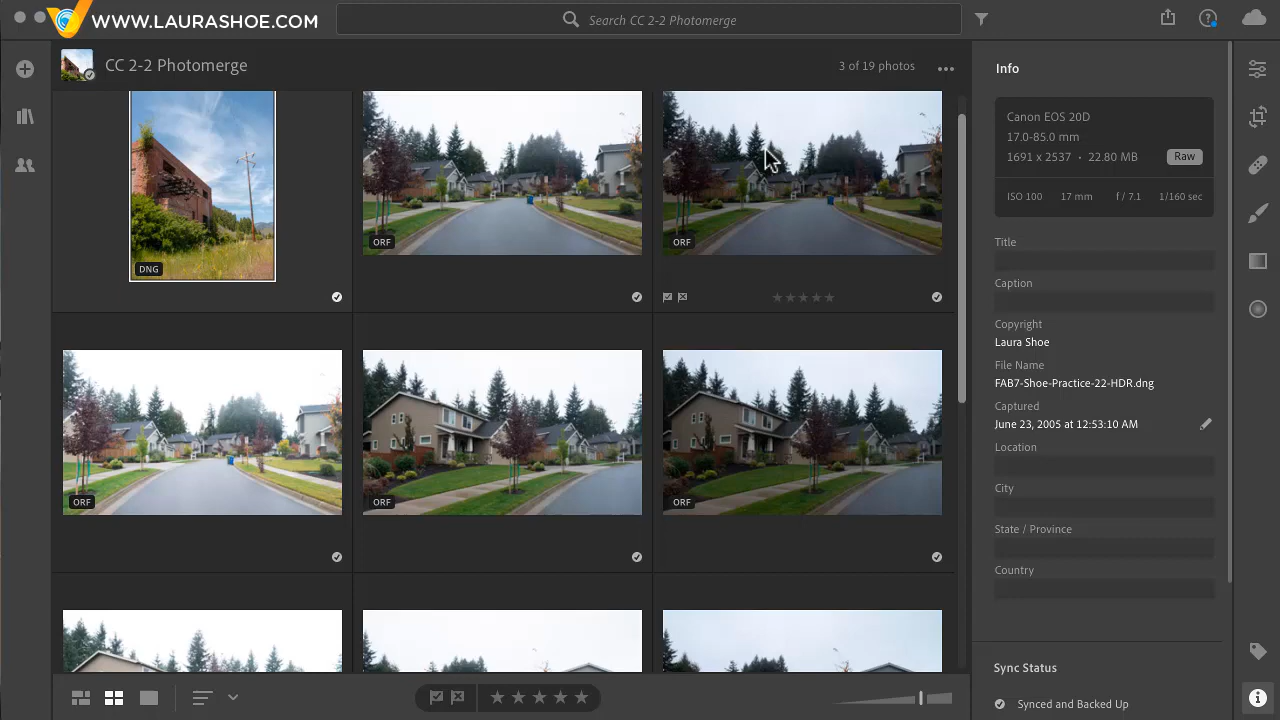 WWW.LAURASHOE.COM
Search CC 2-2 Photomerge
CC 2-2 Photomerge
3 of 19 photos
DNG
ORF
ORF
ORF
ORF
ORF
Info
Canon EOS 20D
17.0-85.0 mm
1691 x 2537 • 22.80 MB
Raw
ISO 100 17 mm f / 7.1 1/160 sec
Title
Caption
Copyright
Laura Shoe
File Name
FAB7-Shoe-Practice-22-HDR.dng
Captured
June 23, 2005 at 12:53:10 AM
Location
City
State / Province
Country
Sync Status
Synced and Backed Up